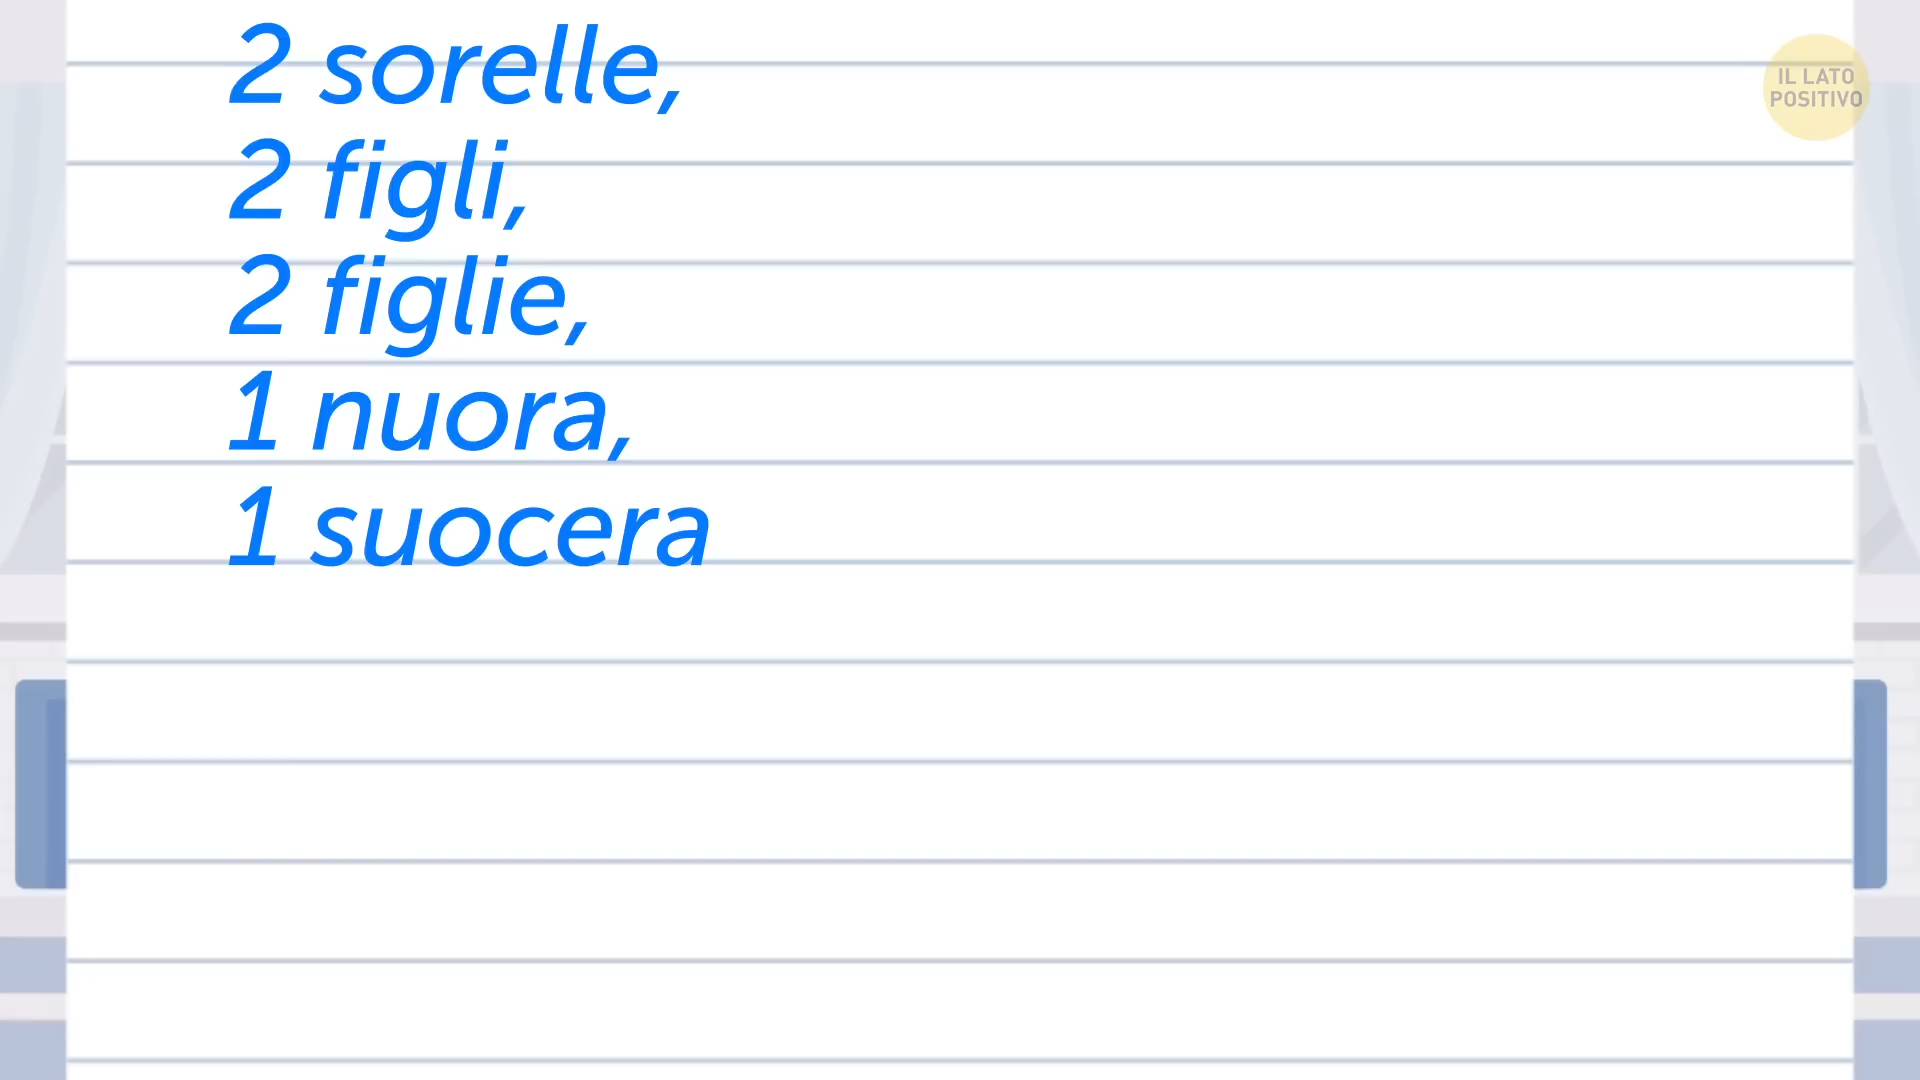 2 sorelle,
2 figli,
2 figlie,
1 nuora,
1 suocera
IL LATO
POSITIVO